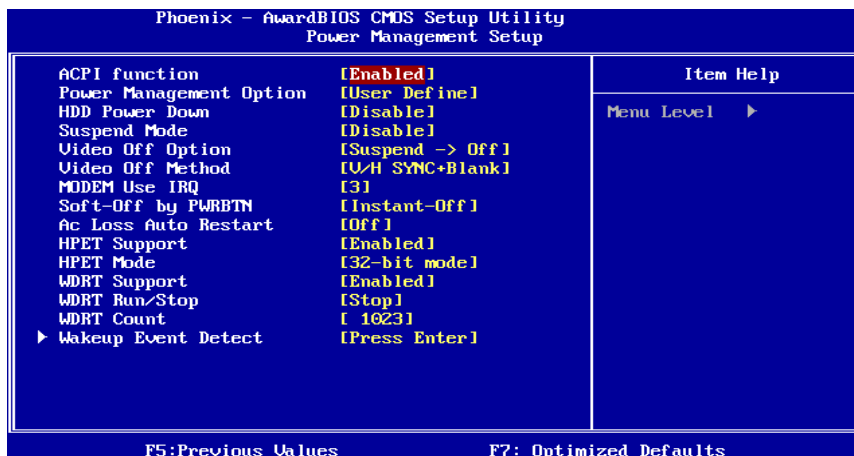 Phoenix - AwardBIOS CMOS Setup Utility
Power Management Setup
ACPI function [Enabled]
Power Management Option [User Define]
HDD Power Down [Disable]
Suspend Mode [Disable]
Video Off Option [Suspend -> Off]
Video Off Method [V/H SYNC+Blank]
MODEM Use IRQ [3]
Soft-Off by PWRBTN [Instant-Off]
Ac Loss Auto Restart [Off]
HPET Support [Enabled]
HPET Mode [32-bit mode]
WDRT Support [Enabled]
WDRT Run/Stop [Stop]
WDRT Count [ 1023]
Wakeup Event Detect [Press Enter]
Item Help
Menu Level
F5:Previous Values F7: Optimized Defaults